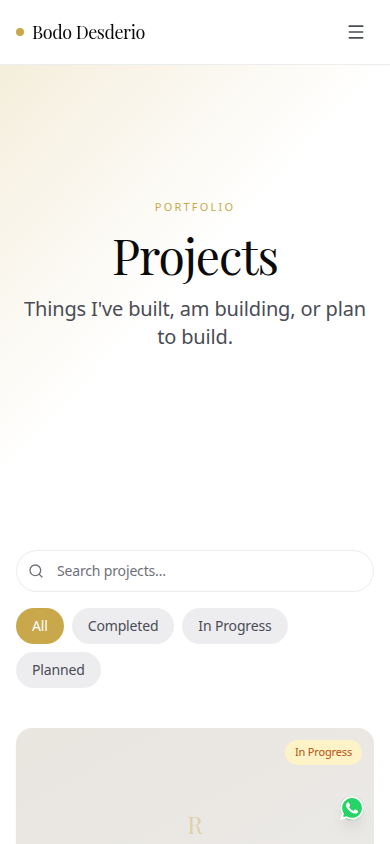 Bodo Desderio
PORTFOLIO
Projects
Things I've built, am building, or plan
to build.
Search projects...
All
Completed
In Progress
Planned
In Progress
R